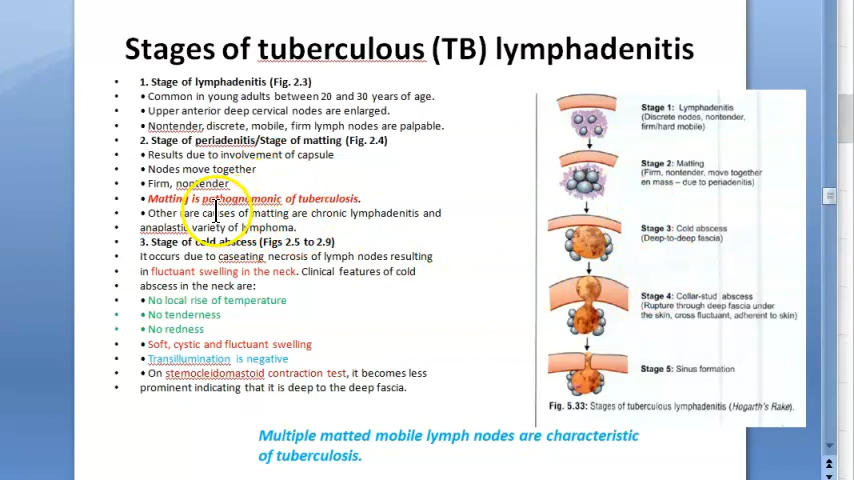 Stages of tuberculous (TB) lymphadenitis
• 1. Stage of lymphadenitis (Fig. 2.3)
• • Common in young adults between 20 and 30 years of age.
• • Upper anterior deep cervical nodes are enlarged.
• • Nontender, discrete, mobile, firm lymph nodes are palpable.
• 2. Stage of periadenitis/Stage of matting (Fig. 2.4)
• • Results due to involvement of capsule
• • Nodes move together
• • Firm, nontender
• • Matting is pathognomonic of tuberculosis.
• • Other rare causes of matting are chronic lymphadenitis and
• anaplastic variety of lymphoma.
• 3. Stage of cold abscess (Figs 2.5 to 2.9)
• It occurs due to caseating necrosis of lymph nodes resulting
• in fluctuant swelling in the neck. Clinical features of cold
• abscess in the neck are:
• • No local rise of temperature
• • No tenderness
• • No redness
• • Soft, cystic and fluctuant swelling
• • Transillumination is negative
• • On stemocleidomastoid contraction test, it becomes less
• prominent indicating that it is deep to the deep fascia.
Stage 1: Lymphadenitis
(Discrete nodes, nontender,
firm/hard mobile)
Stage 2: Matting
(Firm, nontender, move together
en mass – due to periadenitis)
Stage 3: Cold abscess
(Deep-to-deep fascia)
Stage 4: Collar-stud abscess
(Rupture through deep fascia under
the skin, cross fluctuant, adherent to skin)
Stage 5: Sinus formation
Fig. 5.33: Stages of tuberculous lymphadenitis (Hogarth's Rake).
Multiple matted mobile lymph nodes are characteristic
of tuberculosis.